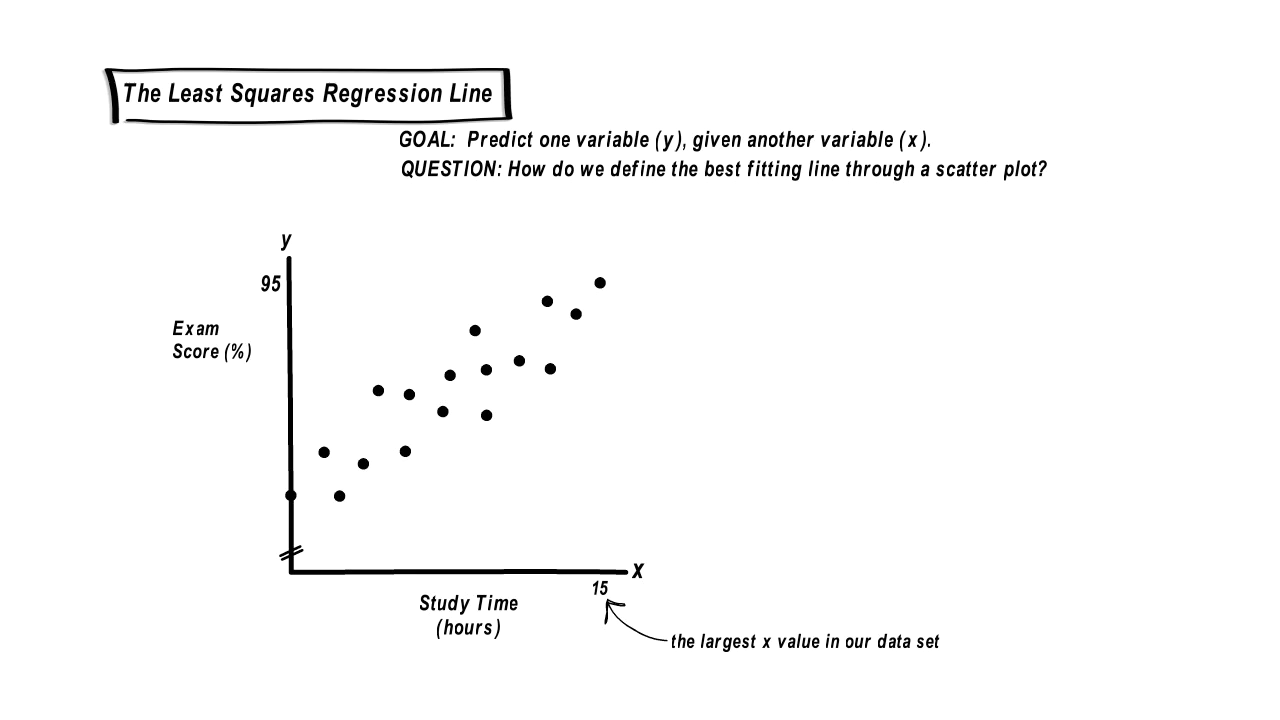 The Least Squares Regression Line
GOAL: Predict one variable (y), given another variable (x).
QUESTION: How do we define the best fitting line through a scatter plot?
y
95
Exam
Score (%)
x
15
Study Time
(hours)
the largest x value in our data set